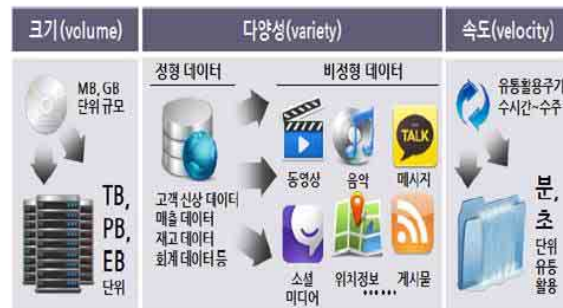 크기(volume)
다양성(variety)
속도(velocity)
MB, GB
단위 규모
TB,
PB,
EB
단위
정형 데이터
비정형 데이터
고객 신상 데이터
매출 데이터
재고 데이터
회계 데이터 등
동영상
음악
TALK
메시지
소셜
미디어
위치정보
게시물
……
유통활용주기
수시간~수주
분,
초
단위
유통
활용